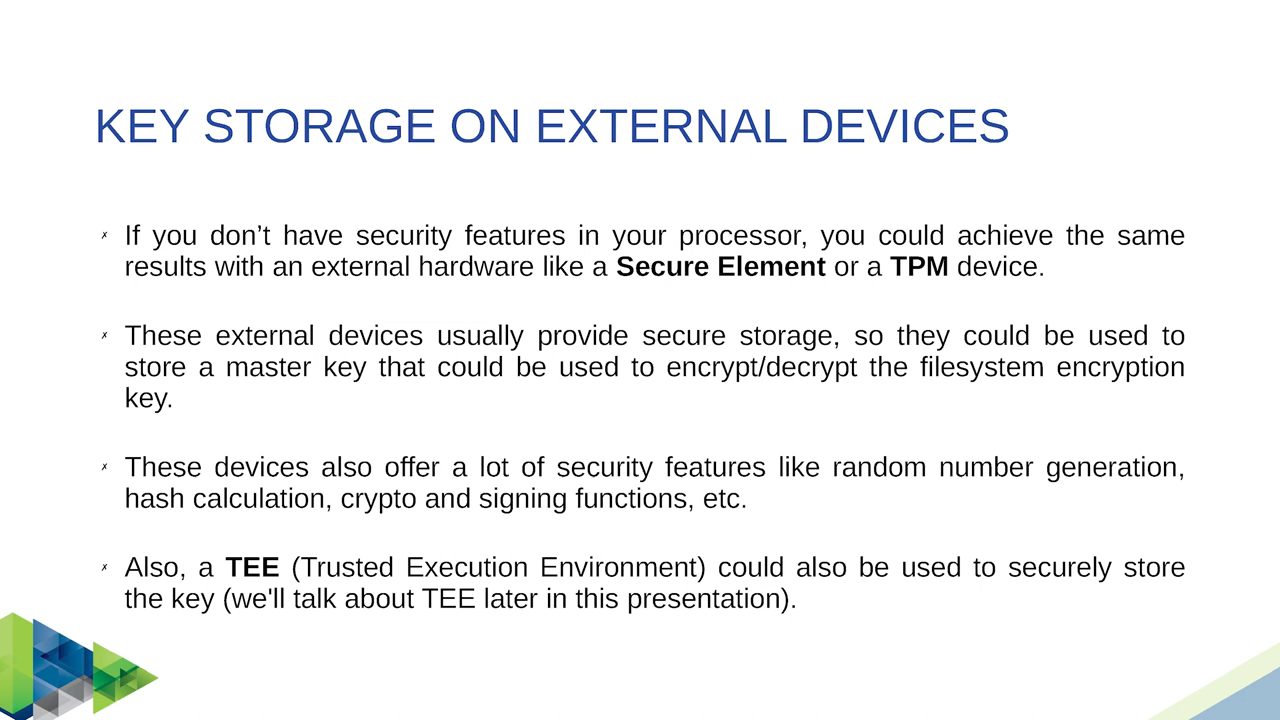 KEY STORAGE ON EXTERNAL DEVICES
✗ If you don’t have security features in your processor, you could achieve the same
results with an external hardware like a Secure Element or a TPM device.
✗ These external devices usually provide secure storage, so they could be used to
store a master key that could be used to encrypt/decrypt the filesystem encryption
key.
✗ These devices also offer a lot of security features like random number generation,
hash calculation, crypto and signing functions, etc.
✗ Also, a TEE (Trusted Execution Environment) could also be used to securely store
the key (we'll talk about TEE later in this presentation).